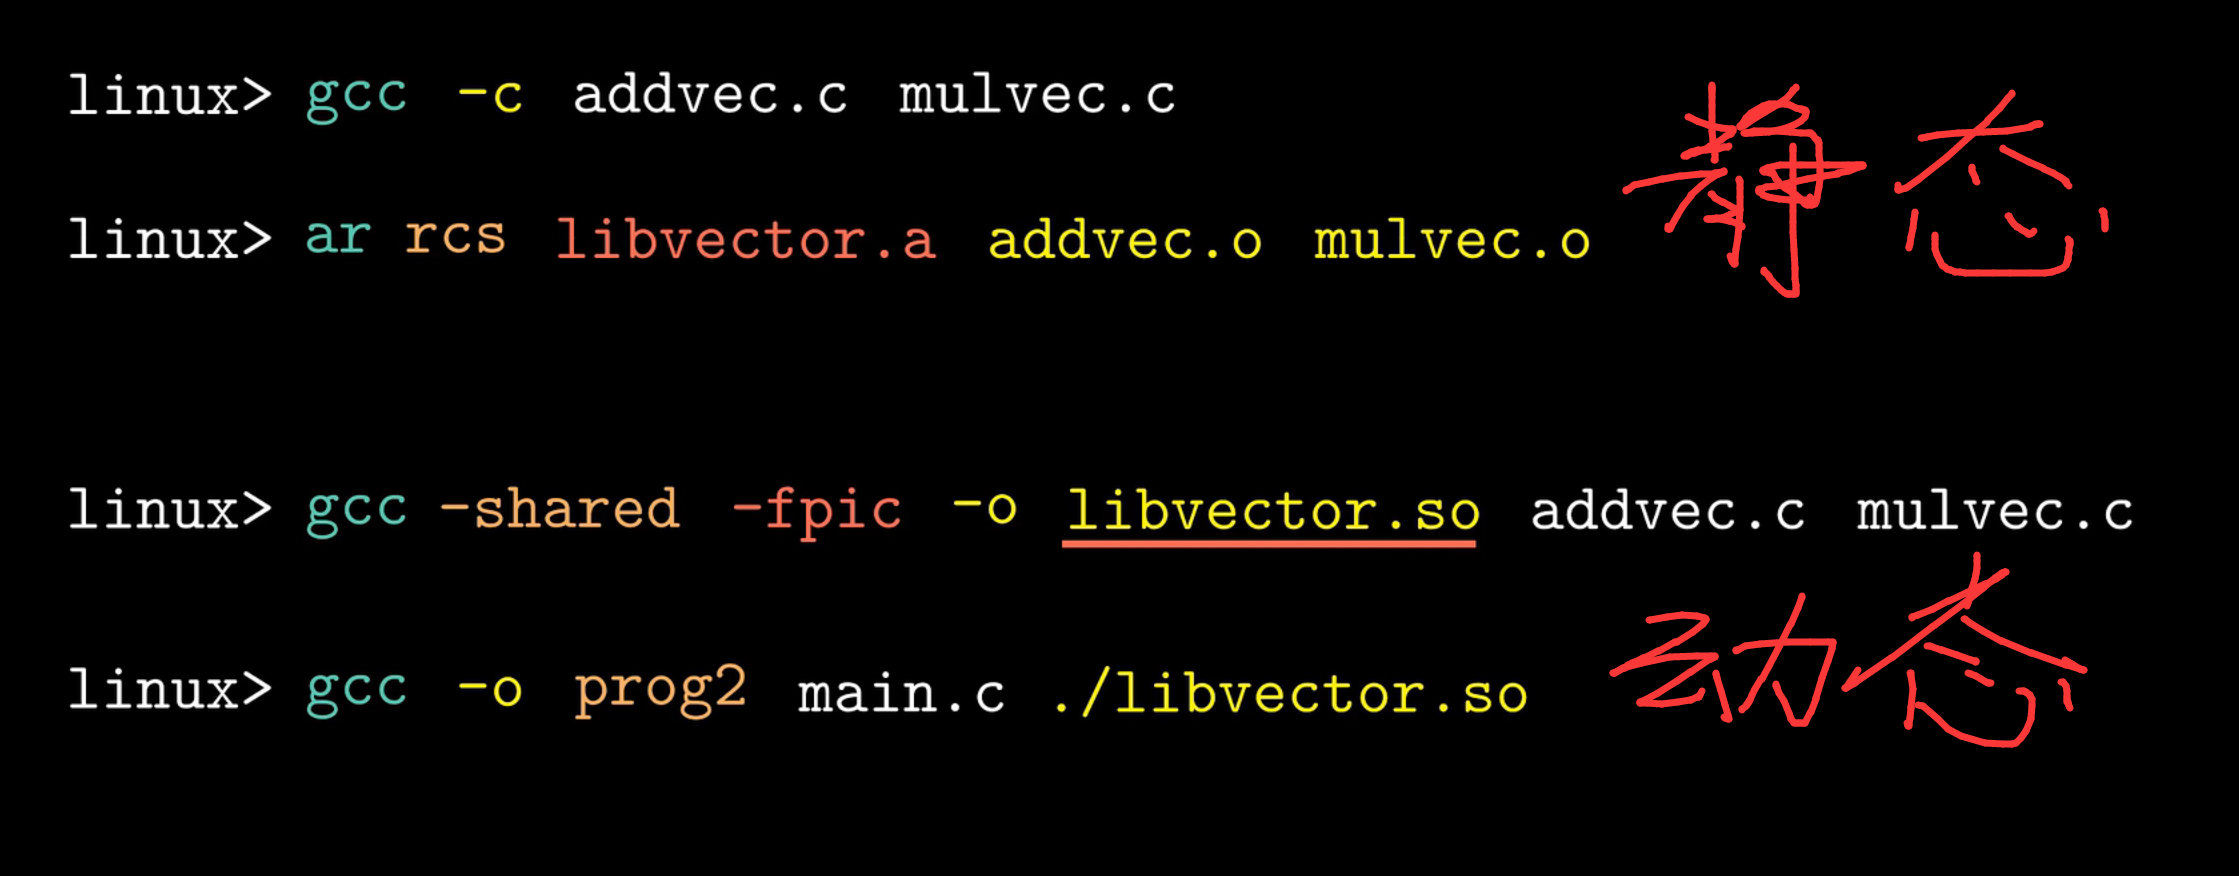 linux> gcc -c addvec.c mulvec.c
静态
linux> ar rcs libvector.a addvec.o mulvec.o
linux> gcc -shared -fpic -o libvector.so addvec.c mulvec.c
linux> gcc -o prog2 main.c ./libvector.so
动态